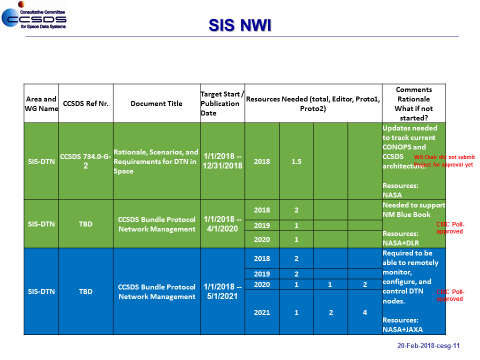 Consultative Committee
CCSDS
for Space Data Systems
SIS NWI
Area and WG Name
CCSDS Ref Nr.
Document Title
Target Start / Publication Date
Resources Needed (total, Editor, Proto1, Proto2)
Comments Rationale What if not started?
SIS-DTN
CCSDS 734.0-G-2
Rationale, Scenarios, and Requirements for DTN in Space
1/1/2018 -- 12/31/2018
2018
1.5
Updates needed to track current CONOPS and CCSDS architecture.
Resources: NASA
WG Chair did not submit
Project for approval yet
SIS-DTN
TBD
CCSDS Bundle Protocol Network Management
1/1/2018 -- 4/1/2020
2018
2
2019
1
2020
1
Needed to support NM Blue Book
Resources: NASA+DLR
CMC Poll-
approved
SIS-DTN
TBD
CCSDS Bundle Protocol Network Management
1/1/2018 -- 5/1/2021
2018
2
2019
2
2020
1
1
2
2021
1
2
4
Required to be able to remotely monitor, configure, and control DTN nodes.
Resources: NASA+JAXA
CMC Poll-
approved
20-Feb-2018-cesg-11